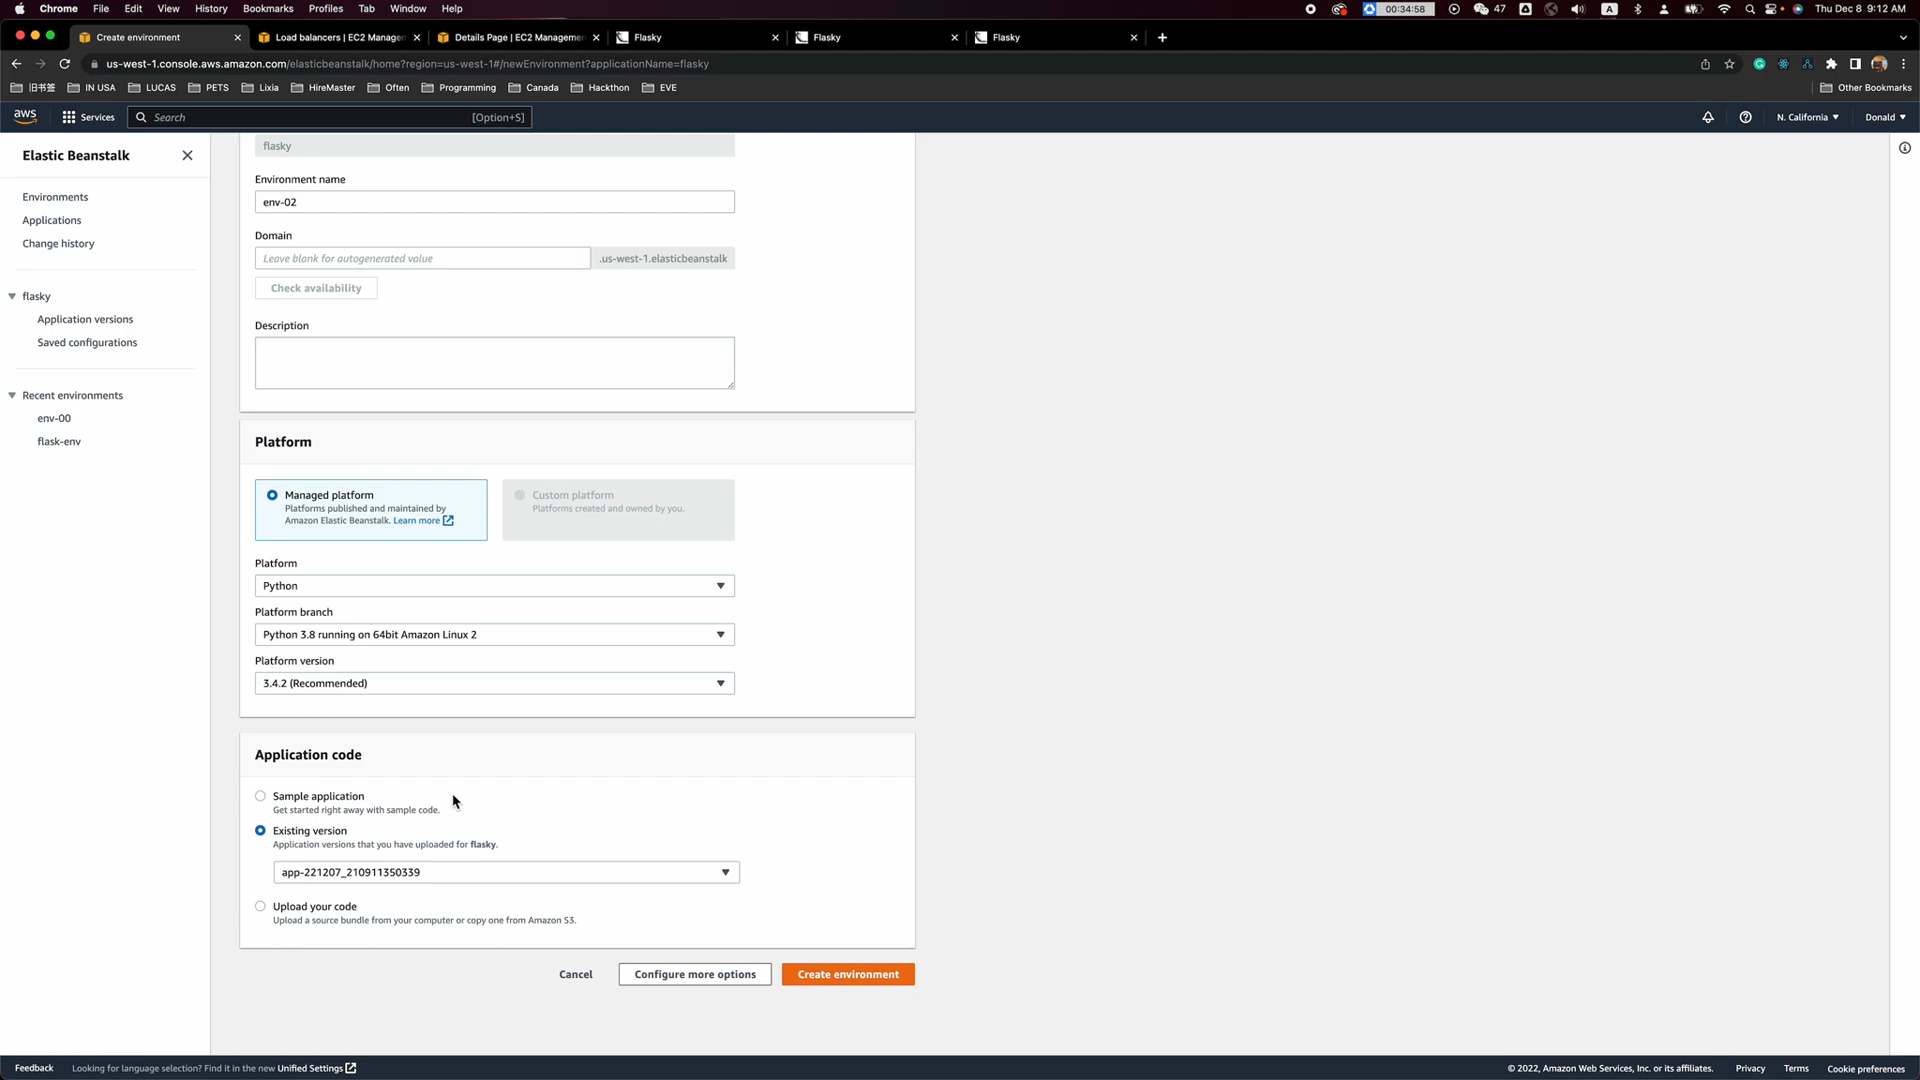 Chrome File Edit View History Bookmarks Profiles Tab Window Help 00:34:58 47 A Thu Dec 8 9:12 AM
Create environment Load balancers | EC2 Manager Details Page | EC2 Managemen Flasky Flasky Flasky
us-west-1.console.aws.amazon.com/elasticbeanstalk/home?region=us-west-1#/newEnvironment?applicationName=flasky
旧书签 IN USA LUCAS PETS Lixia HireMaster Often Programming Canada Hackthon EVE Other Bookmarks
aws Services Search [Option+S] N. California Donald
Elastic Beanstalk
Environments
Applications
Change history
flasky
Application versions
Saved configurations
Recent environments
env-00
flask-env
flasky
Environment name
env-02
Domain
Leave blank for autogenerated value .us-west-1.elasticbeanstalk
Check availability
Description
Platform
Managed platform
Platforms published and maintained by
Amazon Elastic Beanstalk. Learn more
Custom platform
Platforms created and owned by you.
Platform
Python
Platform branch
Python 3.8 running on 64bit Amazon Linux 2
Platform version
3.4.2 (Recommended)
Application code
Sample application
Get started right away with sample code.
Existing version
Application versions that you have uploaded for flasky.
app-221207_210911350339
Upload your code
Upload a source bundle from your computer or copy one from Amazon S3.
Cancel Configure more options Create environment
Feedback Looking for language selection? Find it in the new Unified Settings © 2022, Amazon Web Services, Inc. or its affiliates. Privacy Terms Cookie preferences